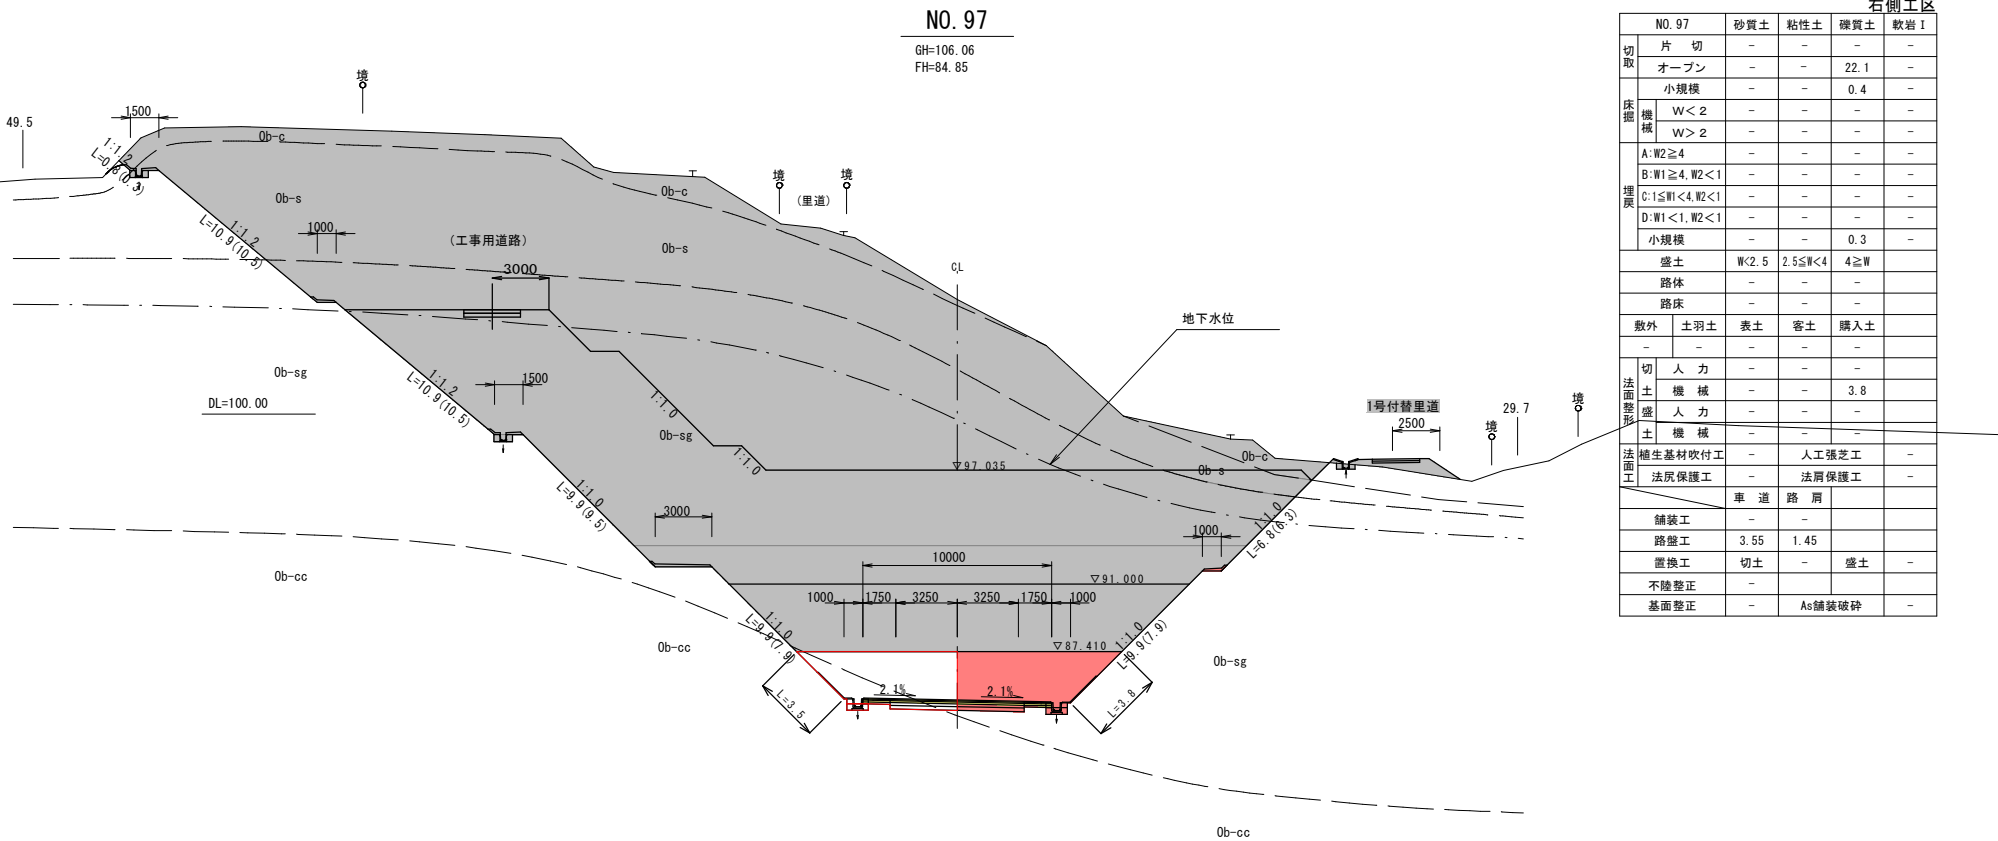 NO. 97
GH=106.06
FH=84.85
右側工区
NO. 97 砂質土 粘性土 礫質土 軟岩Ⅰ
切取 片 切 - - - -
オープン - - 22.1 -
床掘 小規模 - - 0.4 -
機械 W<2 - - - -
W>2 - - - -
埋戻 A:W2≧4 - - - -
B:W1≧4,W2<1 - - - -
C:1≦W1<4,W2<1 - - - -
D:W1<1,W2<1 - - - -
小規模 - - 0.3 -
盛土 W<2.5 2.5≦W<4 4≧W
路体 - - -
路床 - - -
敷外 土羽土 表土 客土 購入土
- - - - -
法面整形 切土 人 力 - - -
機 械 - - 3.8
盛土 人 力 - - -
機 械 - - -
法面工 植生基材吹付工 - 人工張芝工 -
法尻保護工 - 法肩保護工 -
車 道 路 肩
舗装工 - -
路盤工 3.55 1.45
置換工 切土 - 盛土 -
不陸整正 -
基面整正 - As舗装破砕 -
49.5
境
1500
1:1.2
L=0.8(0.3)
Ob-c
Ob-s
1:1.2
L=10.9(10.5)
1000
(工事用道路)
3000
Ob-c
Ob-s
境
境
(里道)
CL
地下水位
Ob-sg
DL=100.00
1:1.2
L=10.9(10.5)
1500
1:1.0
Ob-sg
1:1.0
▽97.035
1号付替里道
2500
境
29.7
境
Ob-c
Ob-s
1:1.0
L=9.9(9.5)
3000
1000
1:1.0
L=6.8(6.3)
Ob-cc
10000
▽91.000
1000 1750 3250 3250 1750 1000
1:1.0
L=9.9(7.9)
Ob-cc
▽87.410
1:1.0
L=9.9(7.9)
Ob-sg
2.1%
2.1%
L=3.5
L=3.8
Ob-cc